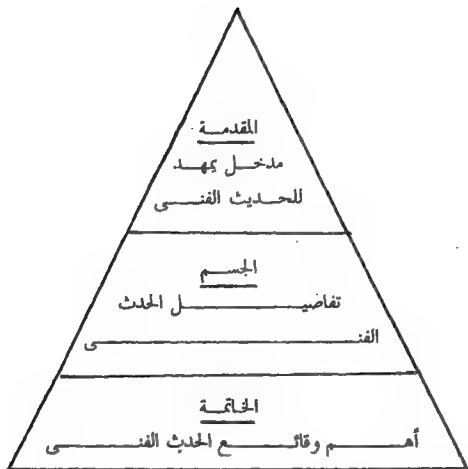 المقدمة
مدخل يمهد
للحديث الفنى
الجسم
تفاصيل الحدث
الفنى
الخاتمة
أهم وقائع الحدث الفنى